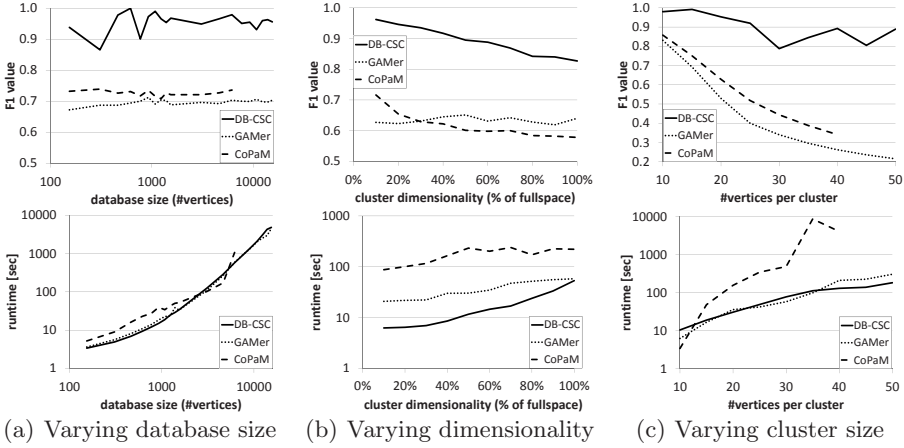 1.0
0.9
0.8
0.7
0.6
0.5
F1 value
DB-CSC
GAMer
CoPaM
150
1500
15000
database size (#vertices)
1.0
0.9
0.8
0.7
0.6
0.5
F1 value
DB-CSC
GAMer
CoPaM
0% 20% 40% 60% 80% 100%
cluster dimensionality (% of fullspace)
1.0
0.9
0.8
0.7
0.6
0.5
0.4
0.3
0.2
F1 value
DB-CSC
GAMer
CoPaM
10 20 30 40 50
#vertices per cluster
10000
1000
100
10
1
runtime [sec]
DB-CSC
GAMer
CoPaM
100 1000 10000
database size (#vertices)
1000
100
10
1
runtime [sec]
DB-CSC
GAMer
CoPaM
0% 20% 40% 60% 80% 100%
cluster dimensionality (% of fullspace)
10000
1000
100
10
1
runtime [sec]
DB-CSC
GAMer
CoPaM
10 20 30 40 50
#vertices per cluster
(a) Varying database size
(b) Varying dimensionality
(c) Varying cluster size